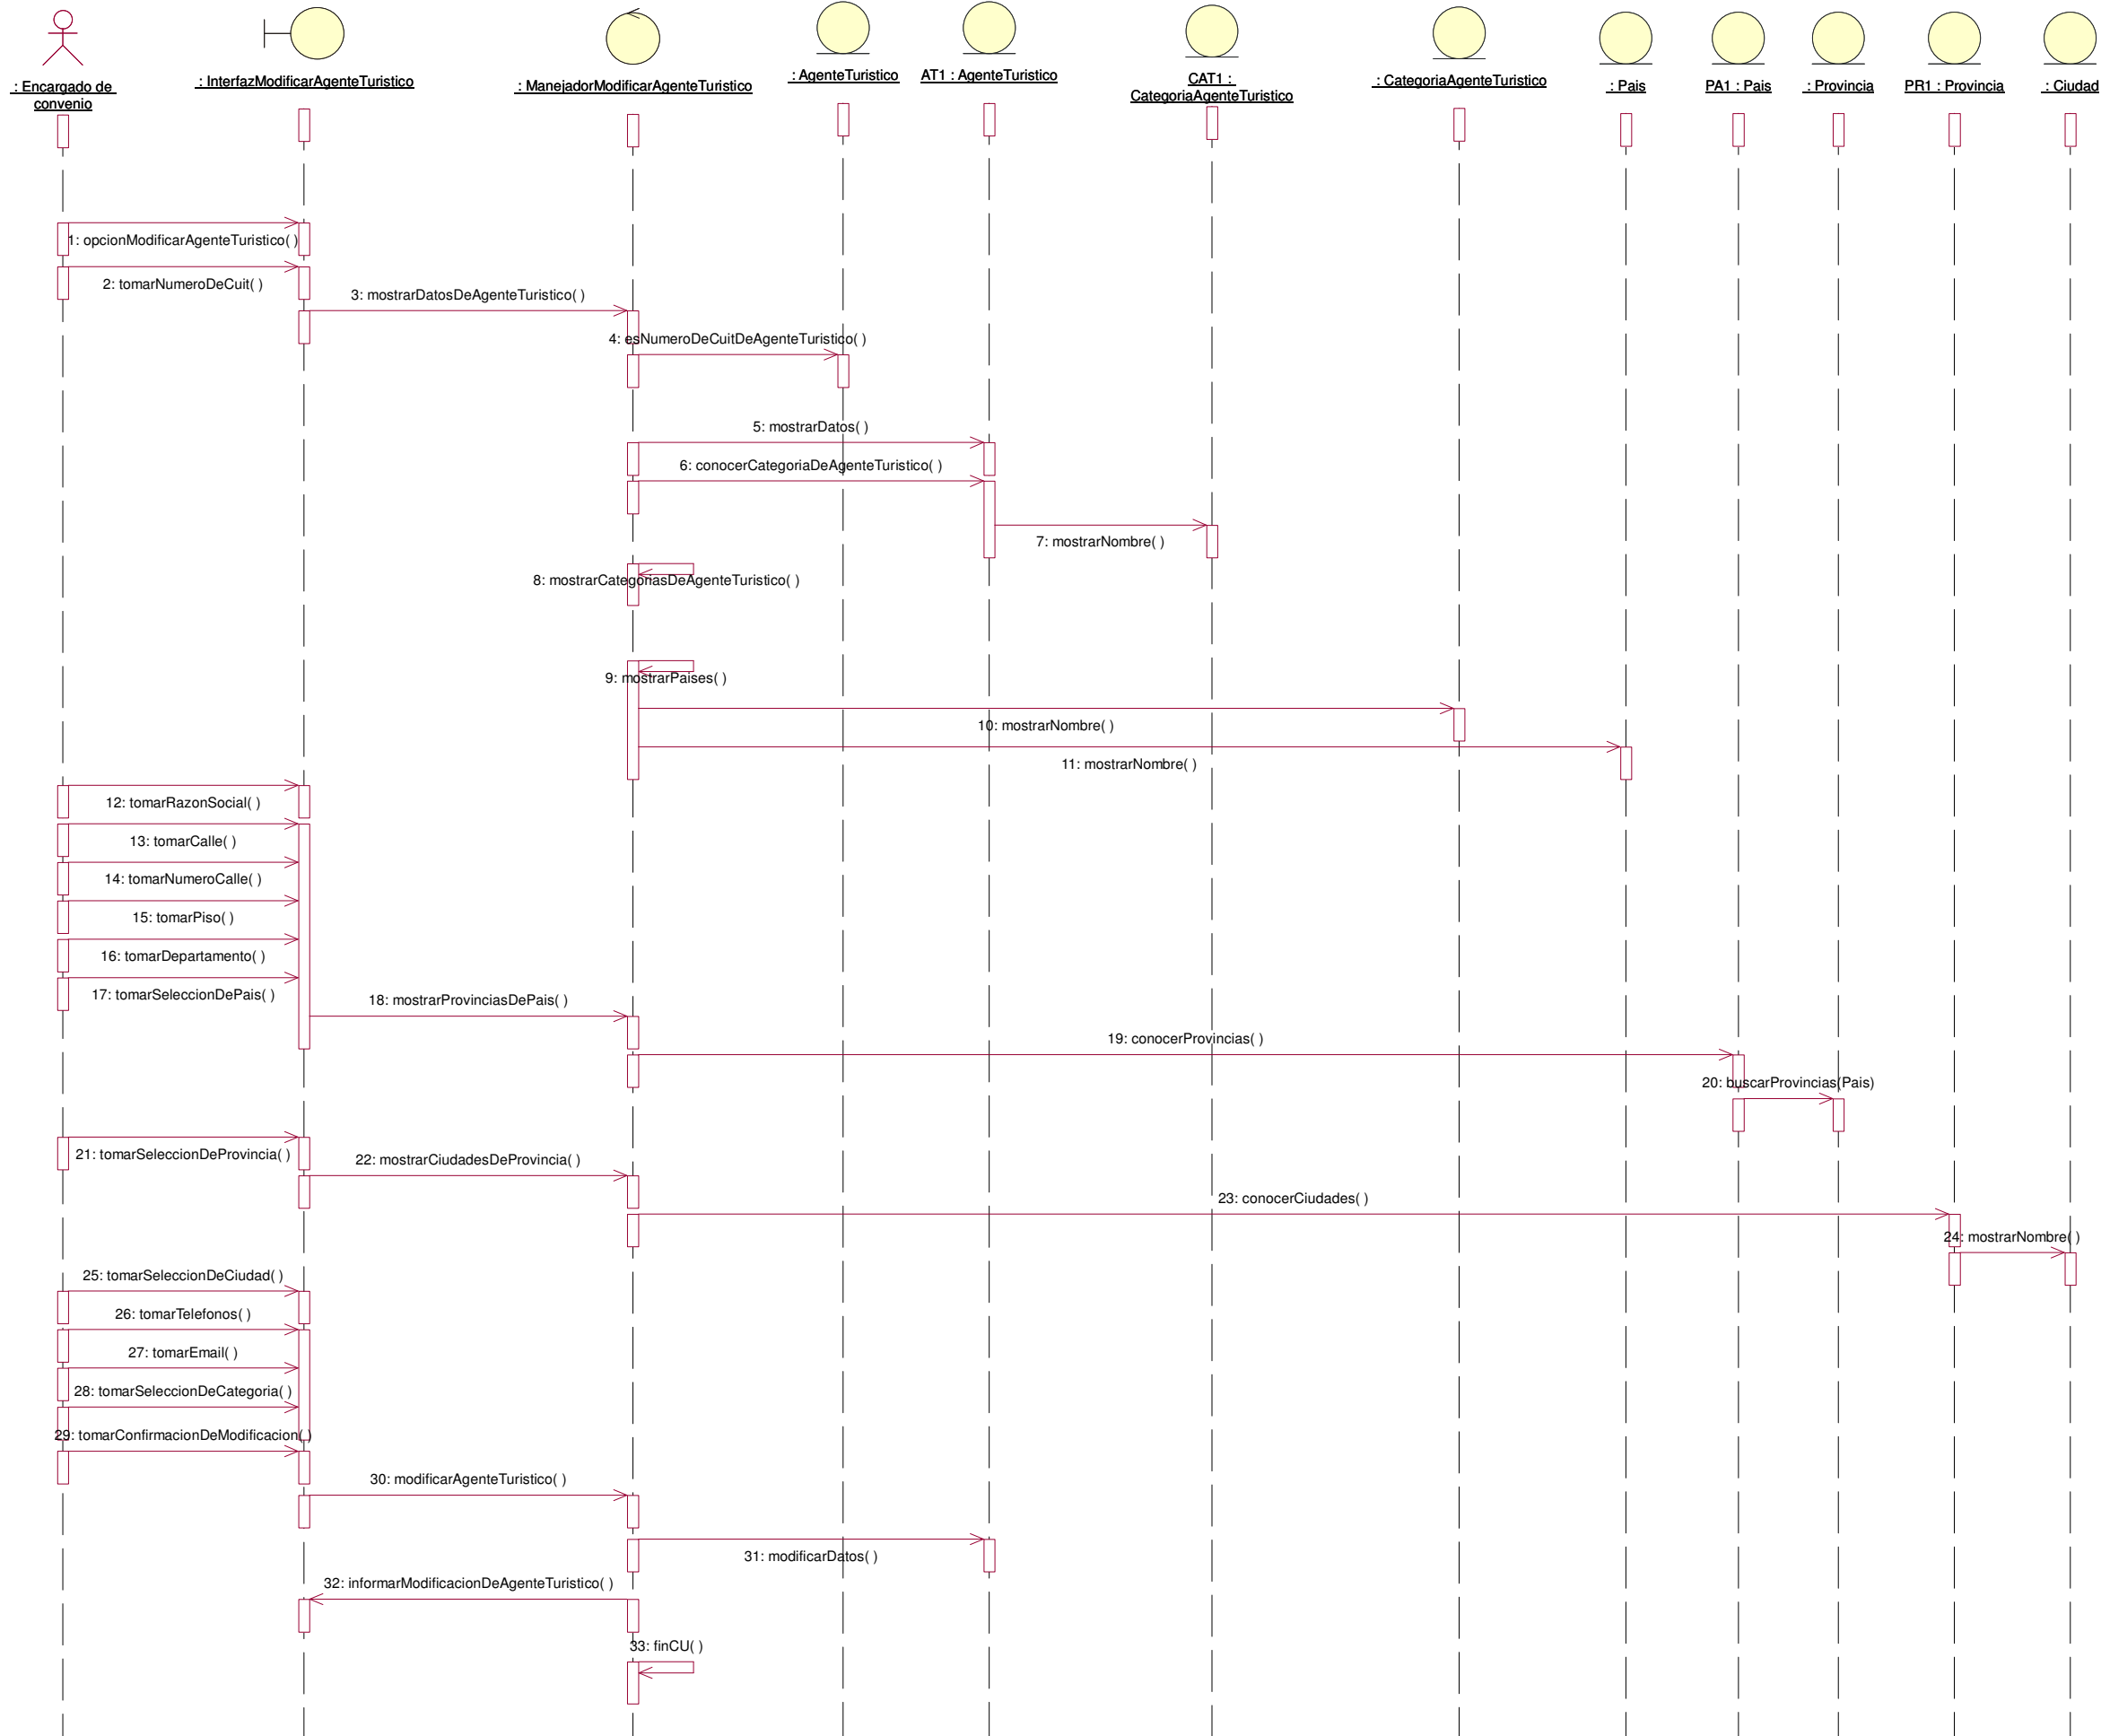 : Encargado de
convenio
: InterfazModificarAgenteTuristico
: ManejadorModificarAgenteTuristico
: AgenteTuristico
AT1 : AgenteTuristico
CAT1 :
CategoriaAgenteTuristico
: CategoriaAgenteTuristico
: Pais
PA1 : Pais
: Provincia
PR1 : Provincia
: Ciudad
1: opcionModificarAgenteTuristico( )
2: tomarNumeroDeCuit( )
3: mostrarDatosDeAgenteTuristico( )
4: esNumeroDeCuitDeAgenteTuristico( )
5: mostrarDatos( )
6: conocerCategoriaDeAgenteTuristico( )
7: mostrarNombre( )
8: mostrarCategoriasDeAgenteTuristico( )
9: mostrarPaises( )
10: mostrarNombre( )
11: mostrarNombre( )
12: tomarRazonSocial( )
13: tomarCalle( )
14: tomarNumeroCalle( )
15: tomarPiso( )
16: tomarDepartamento( )
17: tomarSeleccionDePais( )
18: mostrarProvinciasDePais( )
19: conocerProvincias( )
20: buscarProvincias(Pais)
21: tomarSeleccionDeProvincia( )
22: mostrarCiudadesDeProvincia( )
23: conocerCiudades( )
24: mostrarNombre( )
25: tomarSeleccionDeCiudad( )
26: tomarTelefonos( )
27: tomarEmail( )
28: tomarSeleccionDeCategoria( )
29: tomarConfirmacionDeModificacion( )
30: modificarAgenteTuristico( )
31: modificarDatos( )
32: informarModificacionDeAgenteTuristico( )
33: finCU( )